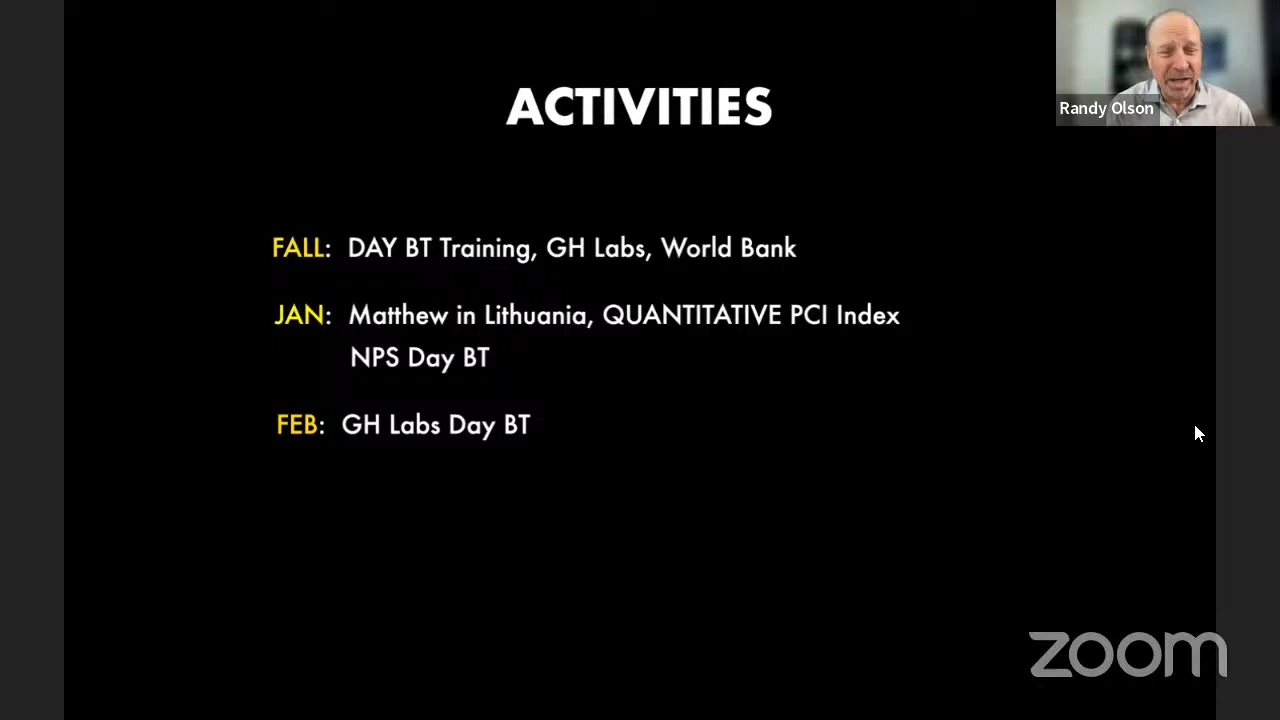 ACTIVITIES
Randy Olson
FALL: DAY BT Training, GH Labs, World Bank
JAN: Matthew in Lithuania, QUANTITATIVE PCI Index
NPS Day BT
FEB: GH Labs Day BT
zoom